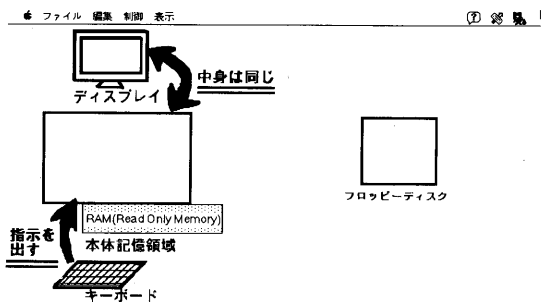 ファイル 編集 制御 表示
中身は同じ
ディスプレイ
フロッピーディスク
RAM(Read Only Memory)
指示を
出す
本体記憶領域
キーボード